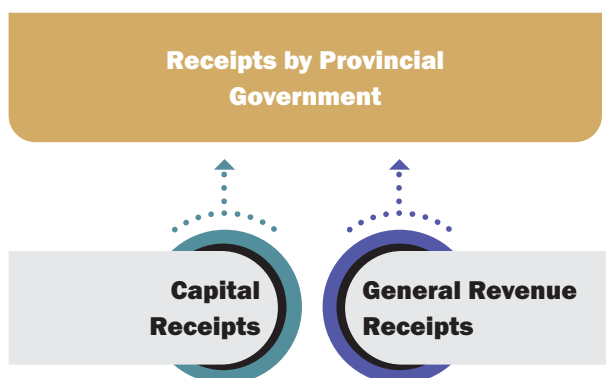 Receipts by Provincial
Government
Capital
Receipts
General Revenue
Receipts